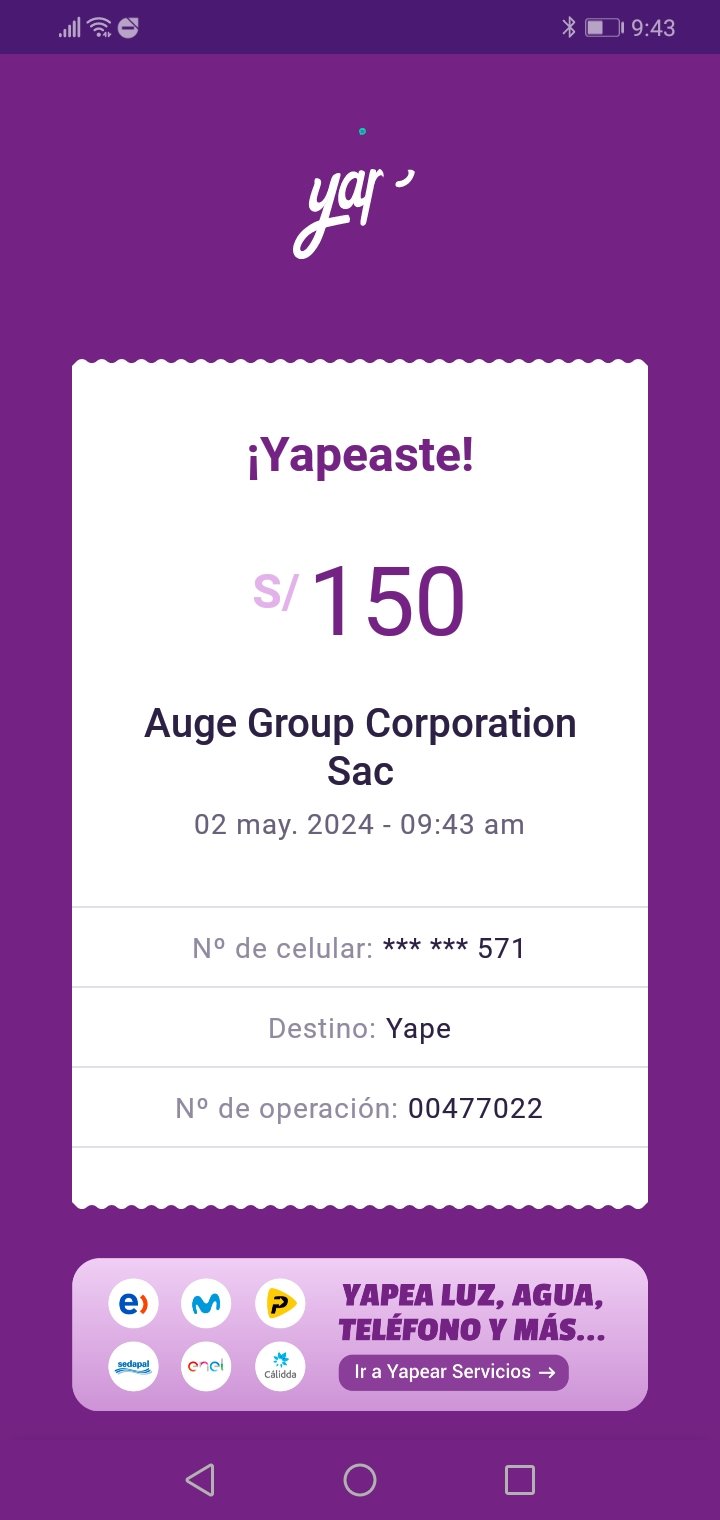 9:43
yap
¡Yapeaste!
S/ 150
Auge Group Corporation
Sac
02 may. 2024 - 09:43 am
Nº de celular: *** *** 571
Destino: Yape
Nº de operación: 00477022
e)
sedapal
enel
Cálidda
YAPEA LUZ, AGUA,
TELÉFONO Y MÁS...
Ir a Yapear Servicios →